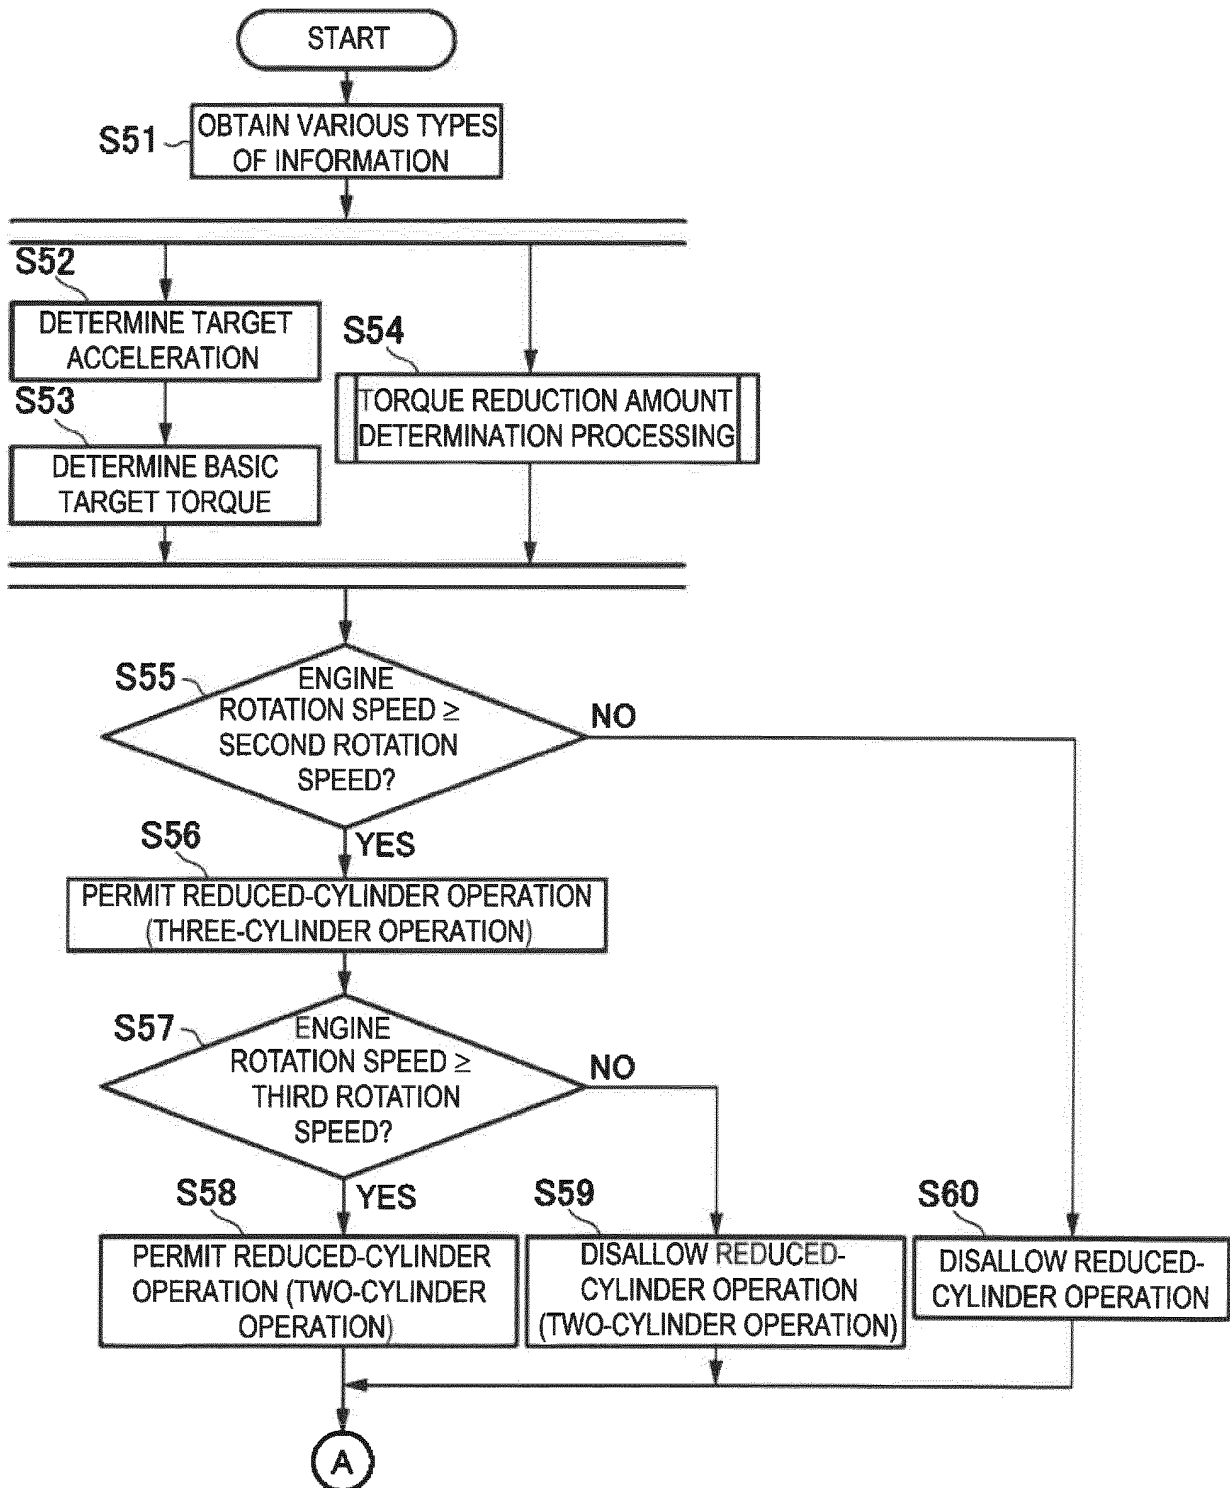 START
S51
OBTAIN VARIOUS TYPES
OF INFORMATION
S52
DETERMINE TARGET
ACCELERATION
S53
DETERMINE BASIC
TARGET TORQUE
S54
TORQUE REDUCTION AMOUNT
DETERMINATION PROCESSING
S55
ENGINE
ROTATION SPEED ≥
SECOND ROTATION
SPEED?
NO
YES
S56
PERMIT REDUCED-CYLINDER OPERATION
(THREE-CYLINDER OPERATION)
S57
ENGINE
ROTATION SPEED ≥
THIRD ROTATION
SPEED?
NO
YES
S58
PERMIT REDUCED-CYLINDER
OPERATION (TWO-CYLINDER
OPERATION)
S59
DISALLOW REDUCED-
CYLINDER OPERATION
(TWO-CYLINDER OPERATION)
S60
DISALLOW REDUCED-
CYLINDER OPERATION
A